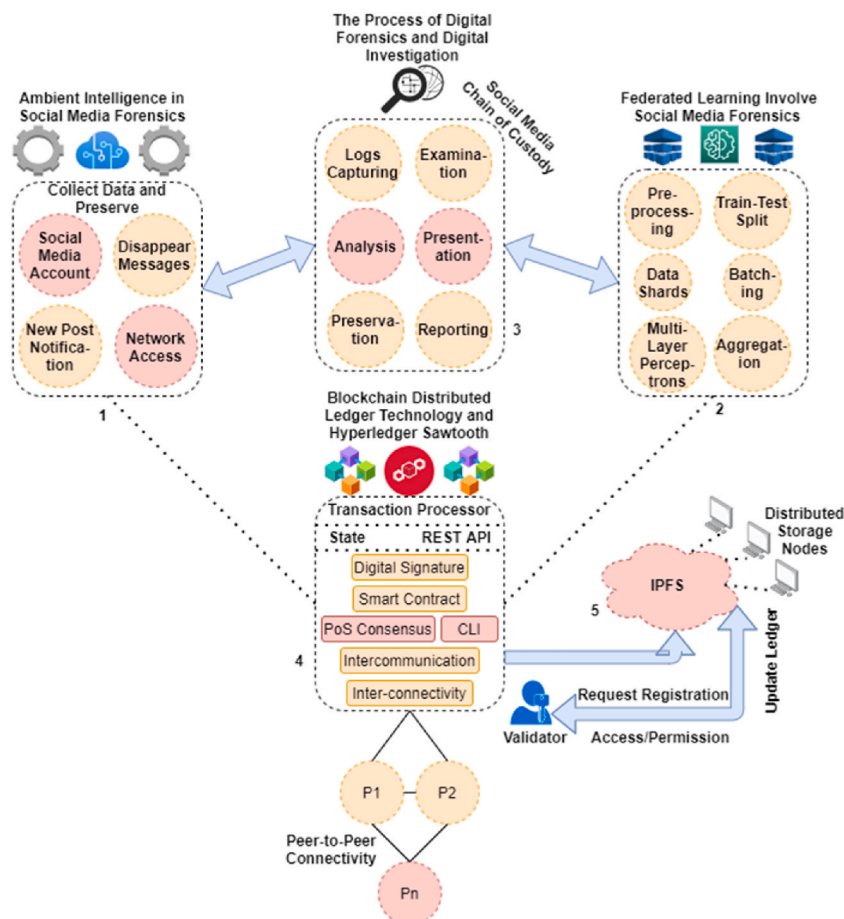 The Process of Digital
Forensics and Digital
Investigation
Social Media
Chain of Custody
Ambient Intelligence in
Social Media Forensics
Federated Learning Involve
Social Media Forensics
Collect Data and
Preserve
Social
Media
Account
Disappear
Messages
New Post
Notifica-
tion
Network
Access
1
Logs
Capturing
Examina-
tion
Analysis
Present-
ation
Preserva-
tion
Reporting
3
Pre-
process-
ing
Train-Test
Split
Data
Shards
Batch-
ing
Multi-
Layer
Percep-
trons
Aggregat-
ion
2
Blockchain Distributed
Ledger Technology and
Hyperledger Sawtooth
Transaction Processor
State REST API
Digital Signature
Smart Contract
PoS Consensus CLI
Intercommunication
Inter-connectivity
4
Distributed
Storage
Nodes
IPFS
5
Update Ledger
Request Registration
Validator
Access/Permission
P1 P2
Peer-to-Peer
Connectivity
Pn